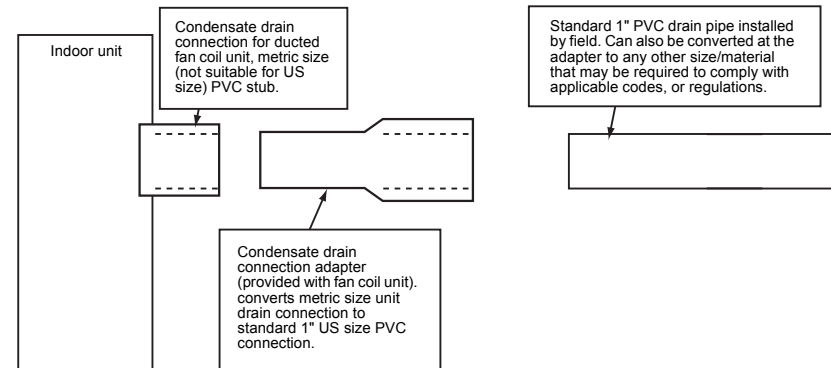 Indoor unit
Condensate drain
connection for ducted
fan coil unit, metric size
(not suitable for US
size) PVC stub.
Standard 1" PVC drain pipe installed
by field. Can also be converted at the
adapter to any other size/material
that may be required to comply with
applicable codes, or regulations.
Condensate drain
connection adapter
(provided with fan coil unit).
converts metric size unit
drain connection to
standard 1" US size PVC
connection.